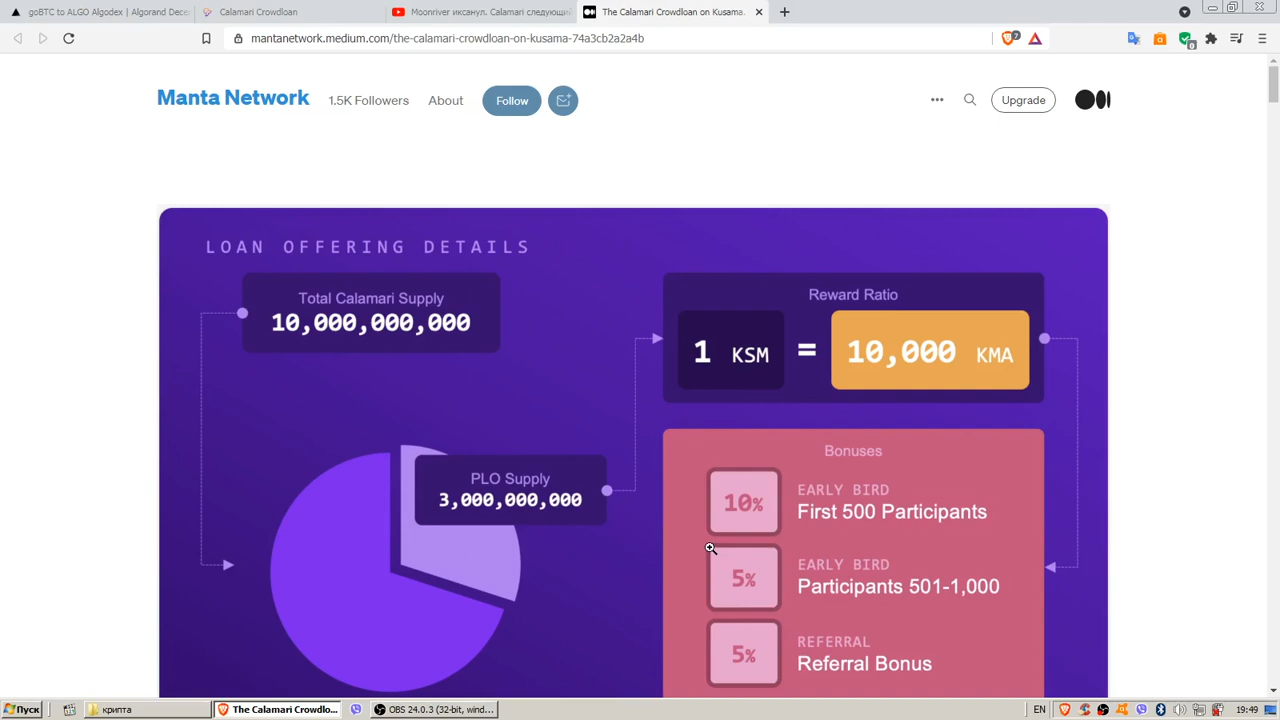 goBTC to ALGO Algodex | Algorand Dece
Calamari Crowdloan
Moonriver иксанул. Calamari следующий
The Calamari Crowdloan on Kusama.
mantanetwork.medium.com/the-calamari-crowdloan-on-kusama-74a3cb2a2a4b
7
0
Manta Network
1.5K Followers
About
Follow
Upgrade
LOAN OFFERING DETAILS
Total Calamari Supply
10,000,000,000
Reward Ratio
1 KSM = 10,000 KMA
PLO Supply
3,000,000,000
Bonuses
10%
EARLY BIRD
First 500 Participants
5%
EARLY BIRD
Participants 501-1,000
5%
REFERRAL
Referral Bonus
Пуск
крипта
The Calamari Crowdlo...
OBS 24.0.3 (32-bit, wind...
EN
19:49